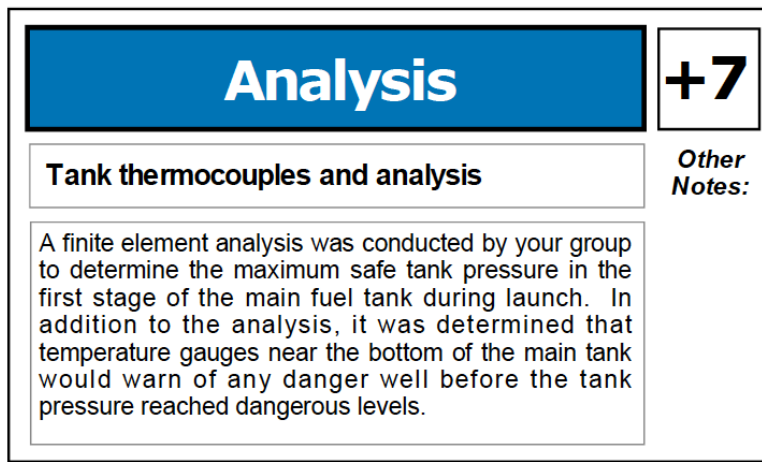 Analysis
+7
Tank thermocouples and analysis
Other
Notes:
A finite element analysis was conducted by your group
to determine the maximum safe tank pressure in the
first stage of the main fuel tank during launch.  In
addition to the analysis, it was determined that
temperature gauges near the bottom of the main tank
would warn of any danger well before the tank
pressure reached dangerous levels.